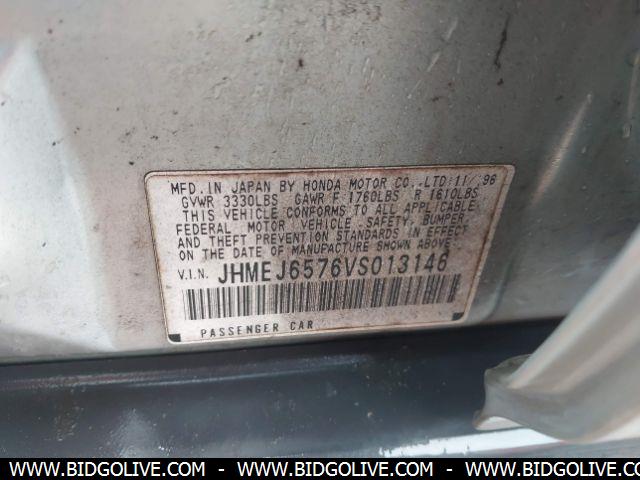 MFD. IN JAPAN BY HONDA MOTOR CO.,LTD:11/'96
GVWR 3330LBS GAWR F 1760LBS R 1610LBS
THIS VEHICLE CONFORMS TO ALL APPLICABLE
FEDERAL MOTOR VEHICLE SAFETY, BUMPER
AND THEFT PREVENTION STANDARDS IN EFFECT
ON THE DATE OF MANUFACTURE SHOWN ABOVE.
V.I.N. JHMEJ6576VS013146
PASSENGER CAR
WWW.BIDGOLIVE.COM - WWW.BIDGOLIVE.COM - WWW.BIDGOLIVE.COM